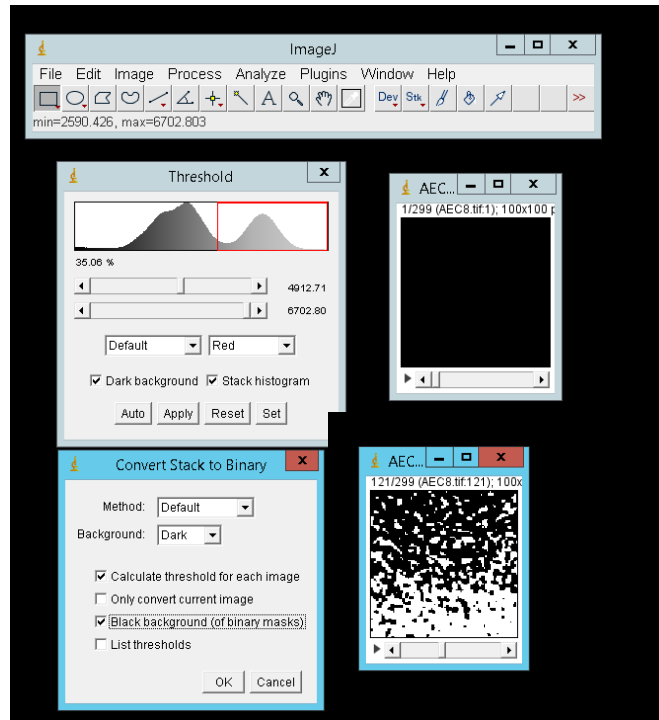 ImageJ
File Edit Image Process Analyze Plugins Window Help
A Dev Stk >>
min=2590.426, max=6702.803
Threshold
35.06 %
4912.71
6702.80
Default Red
Dark background Stack histogram
Auto Apply Reset Set
AEC...
1/299 (AEC8.tif:1); 100x100 p
Convert Stack to Binary
Method: Default
Background: Dark
Calculate threshold for each image
Only convert current image
Black background (of binary masks)
List thresholds
OK Cancel
AEC...
121/299 (AEC8.tif:121); 100x